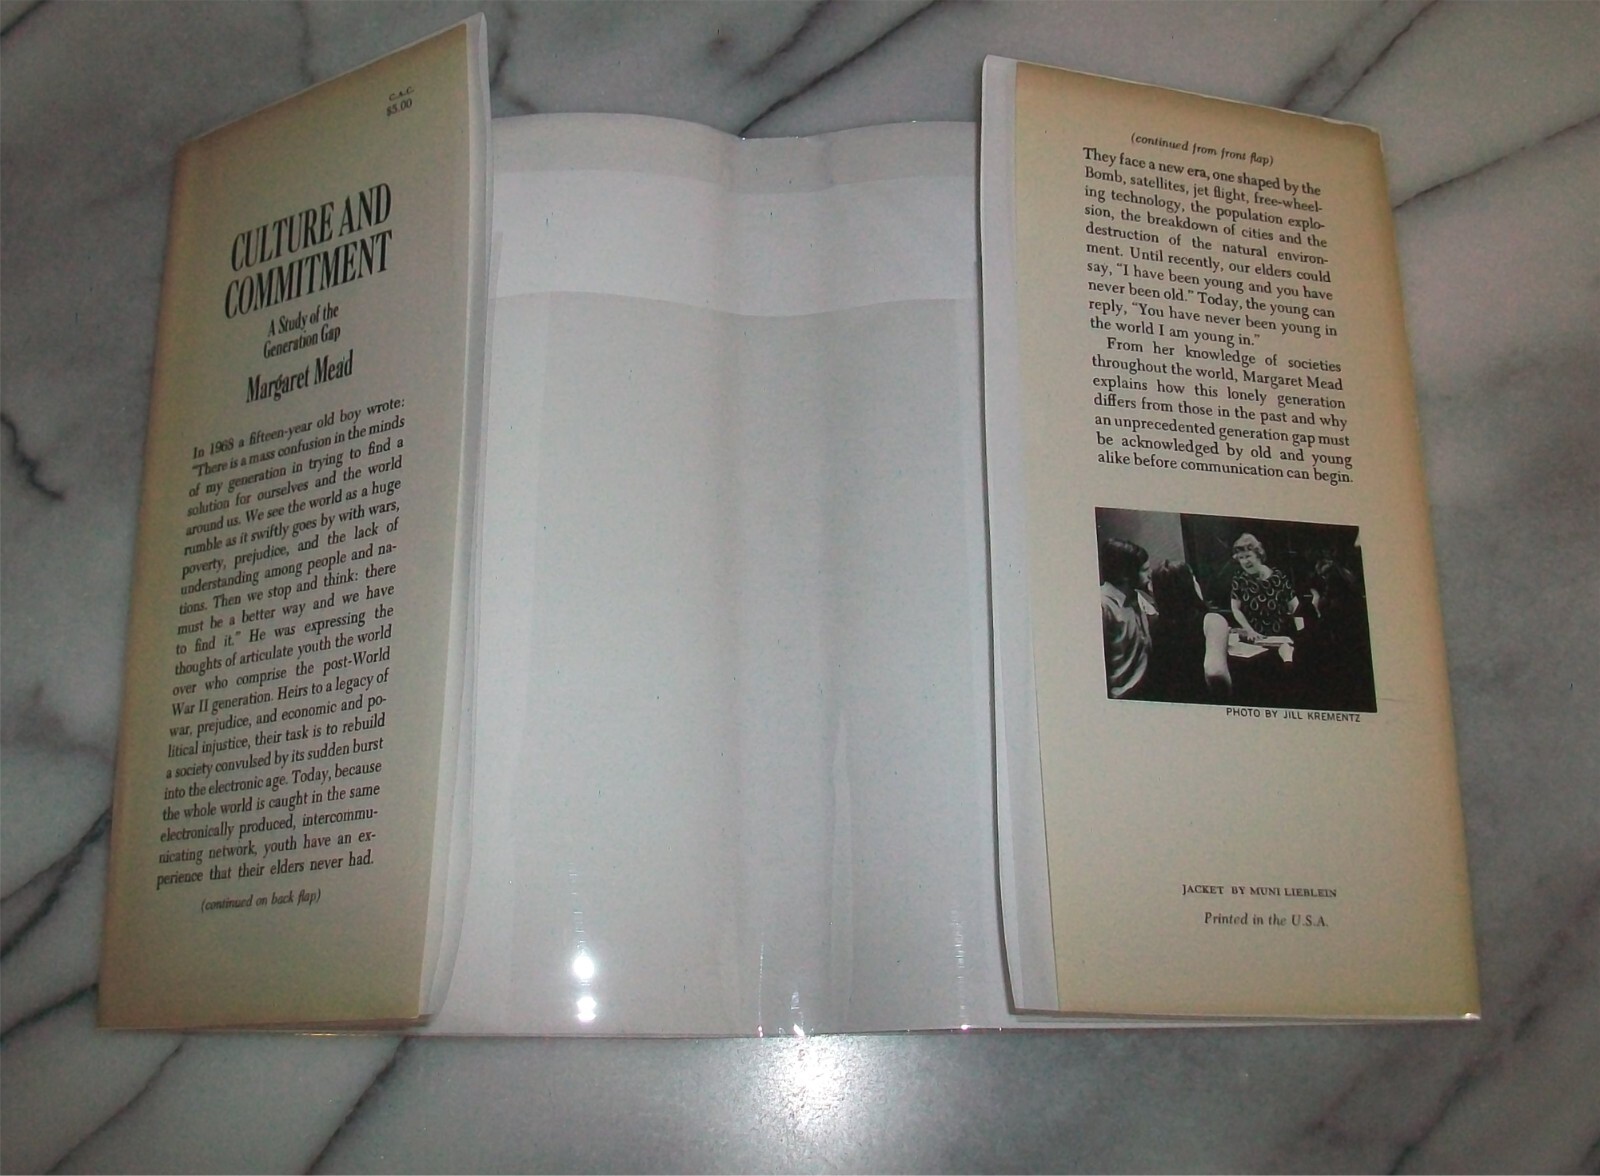 C.A.C.
$5.00
CULTURE AND
COMMITMENT
A Study of the
Generation Gap
Margaret Mead
In 1968 a fifteen-year old boy wrote:
"There is a mass confusion in the minds
of my generation in trying to find a
solution for ourselves and the world
around us. We see the world as a huge
rumble as it swiftly goes by with wars,
poverty, prejudice, and the lack of
understanding among people and na-
tions. Then we stop and think: there
must be a better way and we have
to find it." He was expressing the
thoughts of articulate youth the world
over who comprise the post-World
War II generation. Heirs to a legacy of
war, prejudice, and economic and po-
litical injustice, their task is to rebuild
a society convulsed by its sudden burst
into the electronic age. Today, because
the whole world is caught in the same
electronically produced, intercommu-
nicating network, youth have an ex-
perience that their elders never had.
(continued on back flap)
(continued from front flap)
They face a new era, one shaped by the
Bomb, satellites, jet flight, free-wheel-
ing technology, the population explo-
sion, the breakdown of cities and the
destruction of the natural environ-
ment. Until recently, our elders could
say, "I have been young and you have
never been old." Today, the young can
reply, "You have never been young in
the world I am young in."
From her knowledge of societies
throughout the world, Margaret Mead
explains how this lonely generation
differs from those in the past and why
an unprecedented generation gap must
be acknowledged by old and young
alike before communication can begin.
PHOTO BY JILL KREMENTZ
JACKET BY MUNI LIEBLEIN
Printed in the U.S.A.